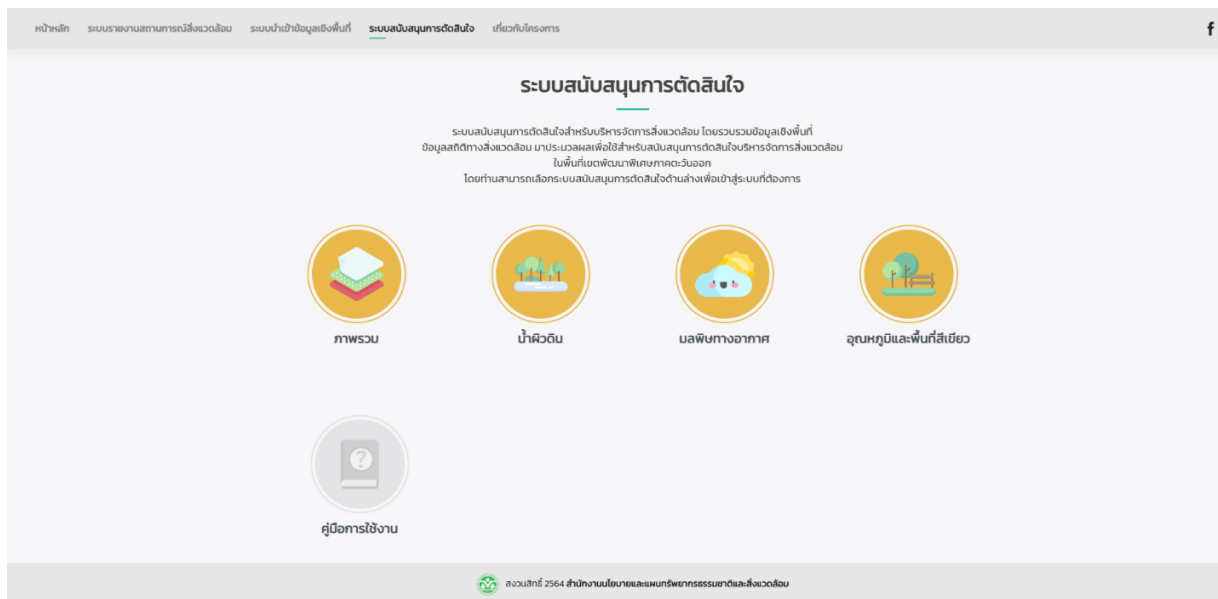 หน้าหลัก ระบบรายงานสถานการณ์สิ่งแวดล้อม ระบบนำเข้าข้อมูลเชิงพื้นที่ ระบบสนับสนุนการตัดสินใจ เกี่ยวกับโครงการ f
ระบบสนับสนุนการตัดสินใจ
ระบบสนับสนุนการตัดสินใจสำหรับบริหารจัดการสิ่งแวดล้อม โดยรวบรวมข้อมูลเชิงพื้นที่
ข้อมูลสถิติทางสิ่งแวดล้อม มาประมวลผลเพื่อใช้สำหรับสนับสนุนการตัดสินใจบริหารจัดการสิ่งแวดล้อม
ในพื้นที่เขตพัฒนาพิเศษภาคตะวันออก
โดยท่านสามารถเลือกระบบสนับสนุนการตัดสินใจด้านล่างเพื่อเข้าสู่ระบบที่ต้องการ
ภาพรวม น้ำผิวดิน มลพิษทางอากาศ อุณหภูมิและพื้นที่สีเขียว
?
คู่มือการใช้งาน
สงวนสิทธิ์ 2564 สำนักงานนโยบายและแผนทรัพยากรธรรมชาติและสิ่งแวดล้อม